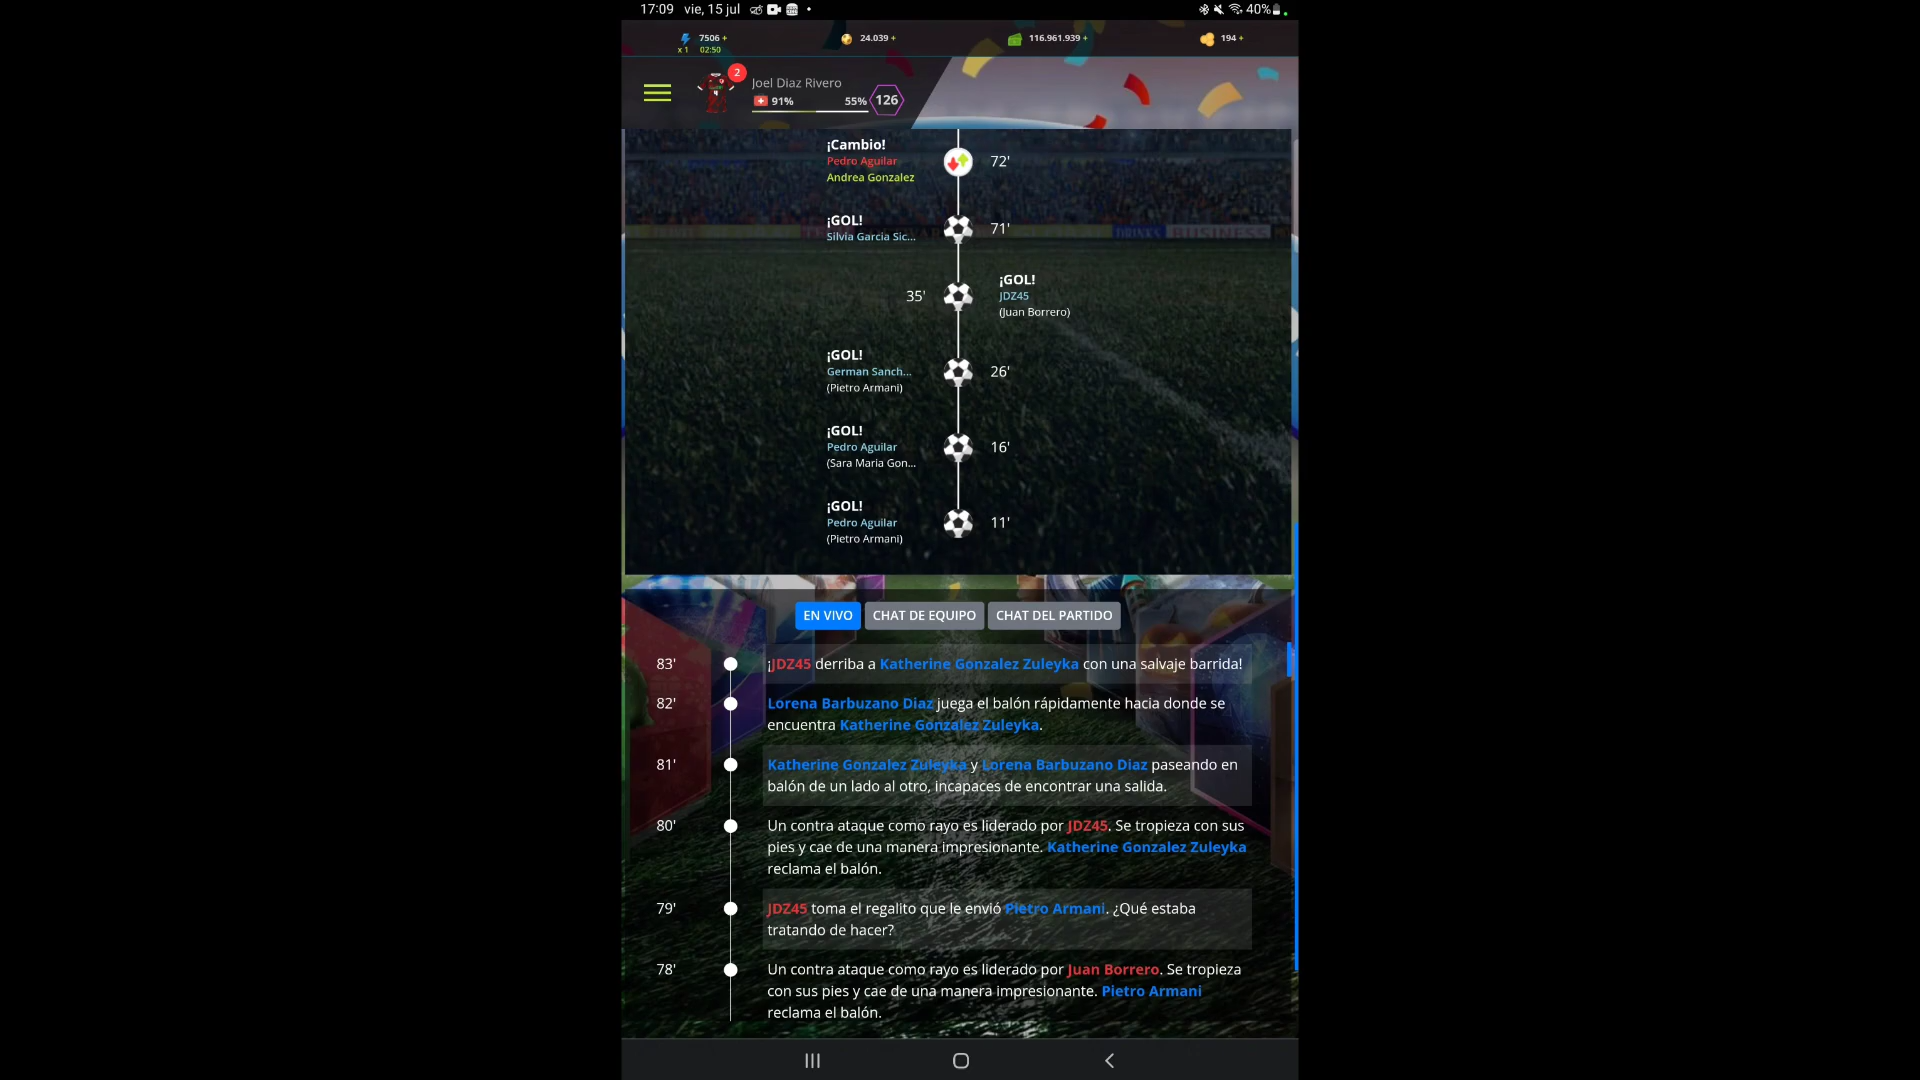 17:09 vie, 15 jul
40%
7506 +
x 1 02:50
24.039 +
116.961.939 +
194 +
2
Joel Diaz Rivero
91% 55% 126
¡Cambio!
Pedro Aguilar
Andrea Gonzalez
72'
¡GOL!
Silvia Garcia Sic...
71'
BUSINESS
35'
¡GOL!
JDZ45
(Juan Borrero)
¡GOL!
German Sanch...
(Pietro Armani)
26'
¡GOL!
Pedro Aguilar
(Sara Maria Gon...
16'
¡GOL!
Pedro Aguilar
(Pietro Armani)
11'
EN VIVO CHAT DE EQUIPO CHAT DEL PARTIDO
83' ¡JDZ45 derriba a Katherine Gonzalez Zuleyka con una salvaje barrida!
82' Lorena Barbuzano Diaz juega el balón rápidamente hacia donde se
encuentra Katherine Gonzalez Zuleyka.
81' Katherine Gonzalez Zuleyka y Lorena Barbuzano Diaz paseando en
balón de un lado al otro, incapaces de encontrar una salida.
80' Un contra ataque como rayo es liderado por JDZ45. Se tropieza con sus
pies y cae de una manera impresionante. Katherine Gonzalez Zuleyka
reclama el balón.
79' JDZ45 toma el regalito que le envió Pietro Armani. ¿Qué estaba
tratando de hacer?
78' Un contra ataque como rayo es liderado por Juan Borrero. Se tropieza
con sus pies y cae de una manera impresionante. Pietro Armani
reclama el balón.